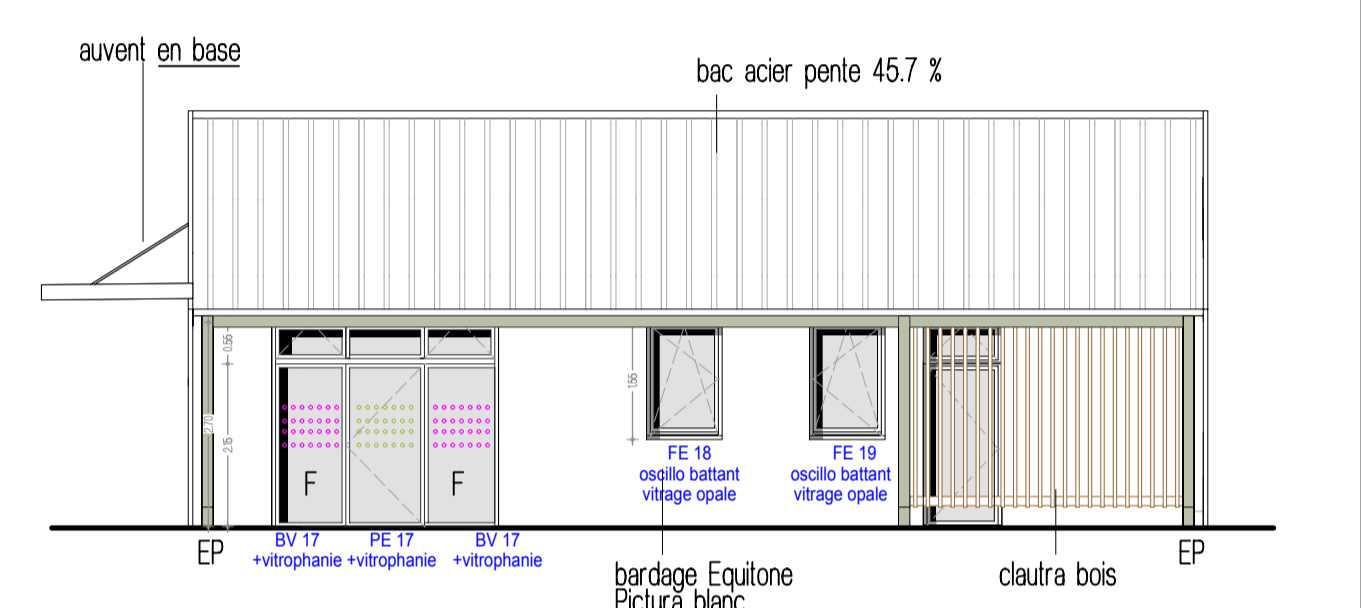 auvent en base
bac acier pente 45.7 %
0.55
2.70
2.15
1.55
F
F
FE 18
oscillo battant
vitrage opale
FE 19
oscillo battant
vitrage opale
EP
BV 17
+vitrophanie
PE 17
+vitrophanie
BV 17
+vitrophanie
bardage Equitone
Pictura blanc
claustra bois
EP